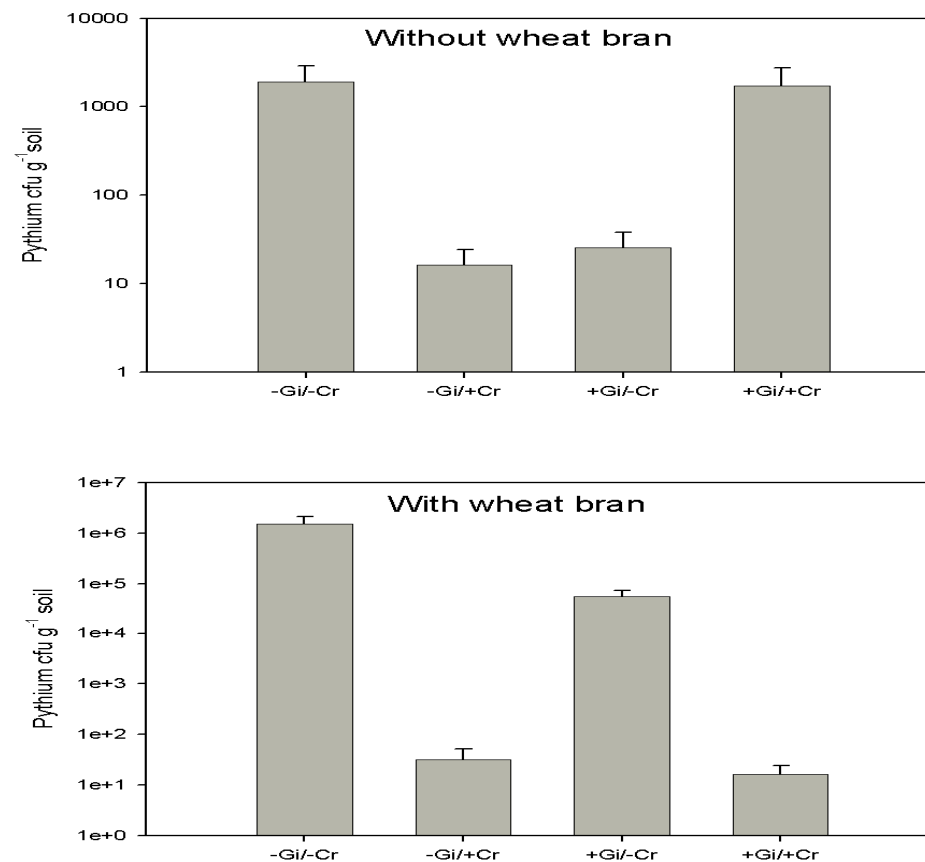 Without wheat bran
Pythium cfu g⁻¹ soil
10000
1000
100
10
1
-Gi/-Cr -Gi/+Cr +Gi/-Cr +Gi/+Cr
With wheat bran
Pythium cfu g⁻¹ soil
1e+7
1e+6
1e+5
1e+4
1e+3
1e+2
1e+1
1e+0
-Gi/-Cr -Gi/+Cr +Gi/-Cr +Gi/+Cr